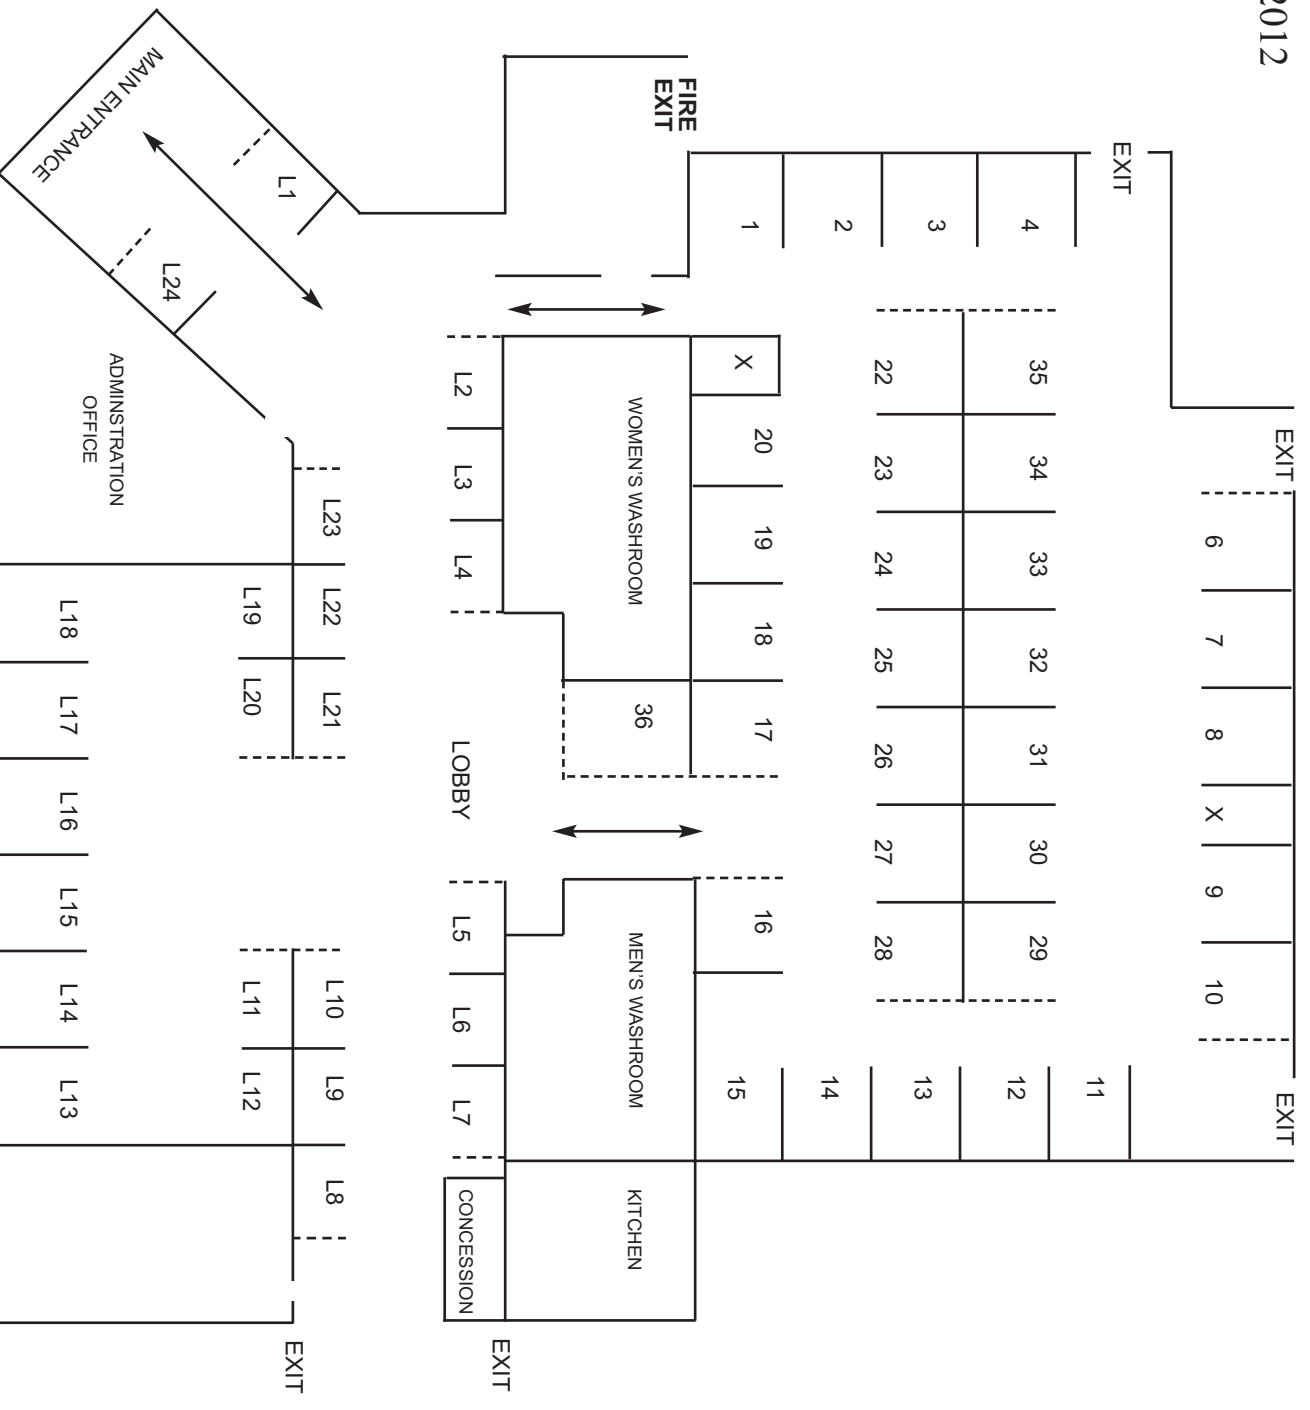 2012
EXIT
6
7
8
X
9
10
EXIT
EXIT
4
3
2
1
35
34
33
32
31
30
29
22
23
24
25
26
27
28
11
12
13
14
15
X
20
19
18
17
16
FIRE
EXIT
WOMEN'S WASHROOM
36
MEN'S WASHROOM
KITCHEN
L2
L3
L4
LOBBY
L5
L6
L7
CONCESSION
EXIT
L23
L22
L21
L10
L9
L8
L19
L20
L11
L12
EXIT
MAIN ENTRANCE
L1
L24
ADMINSTRATION
OFFICE
L18
L17
L16
L15
L14
L13